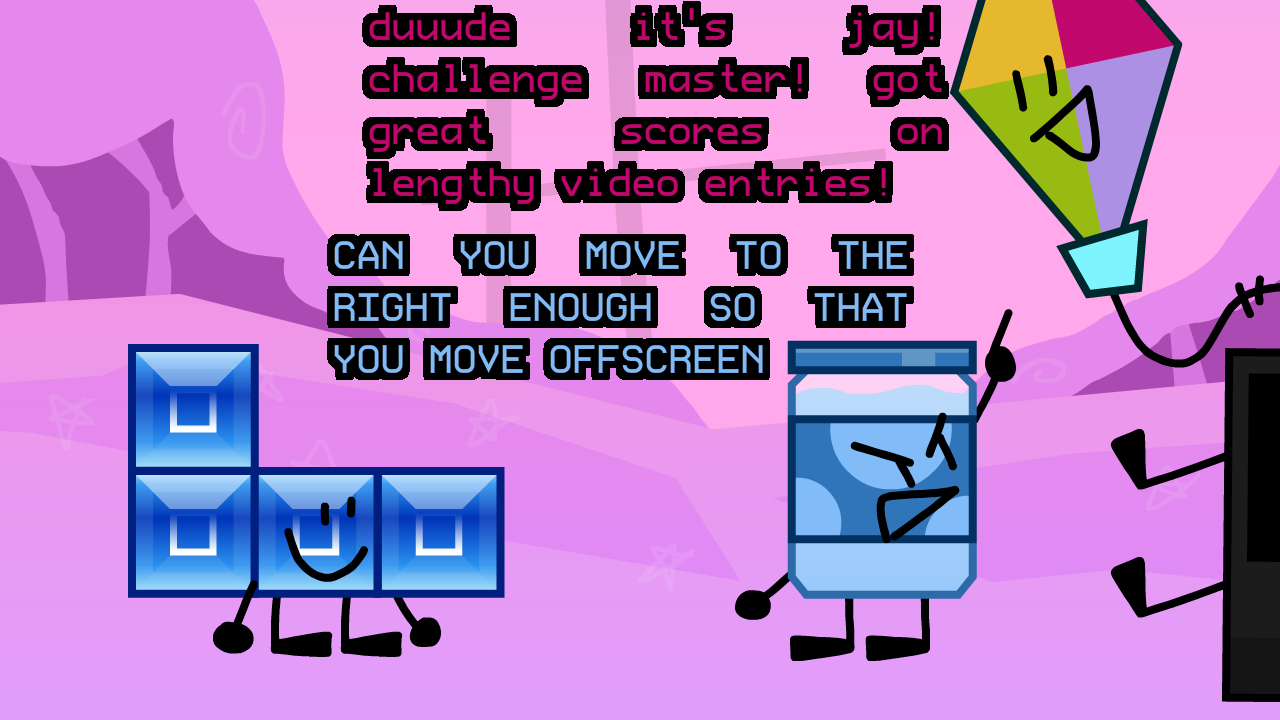 duuude it's jay!
challenge master! got
great scores on
lengthy video entries!
CAN YOU MOVE TO THE
RIGHT ENOUGH SO THAT
YOU MOVE OFFSCREEN